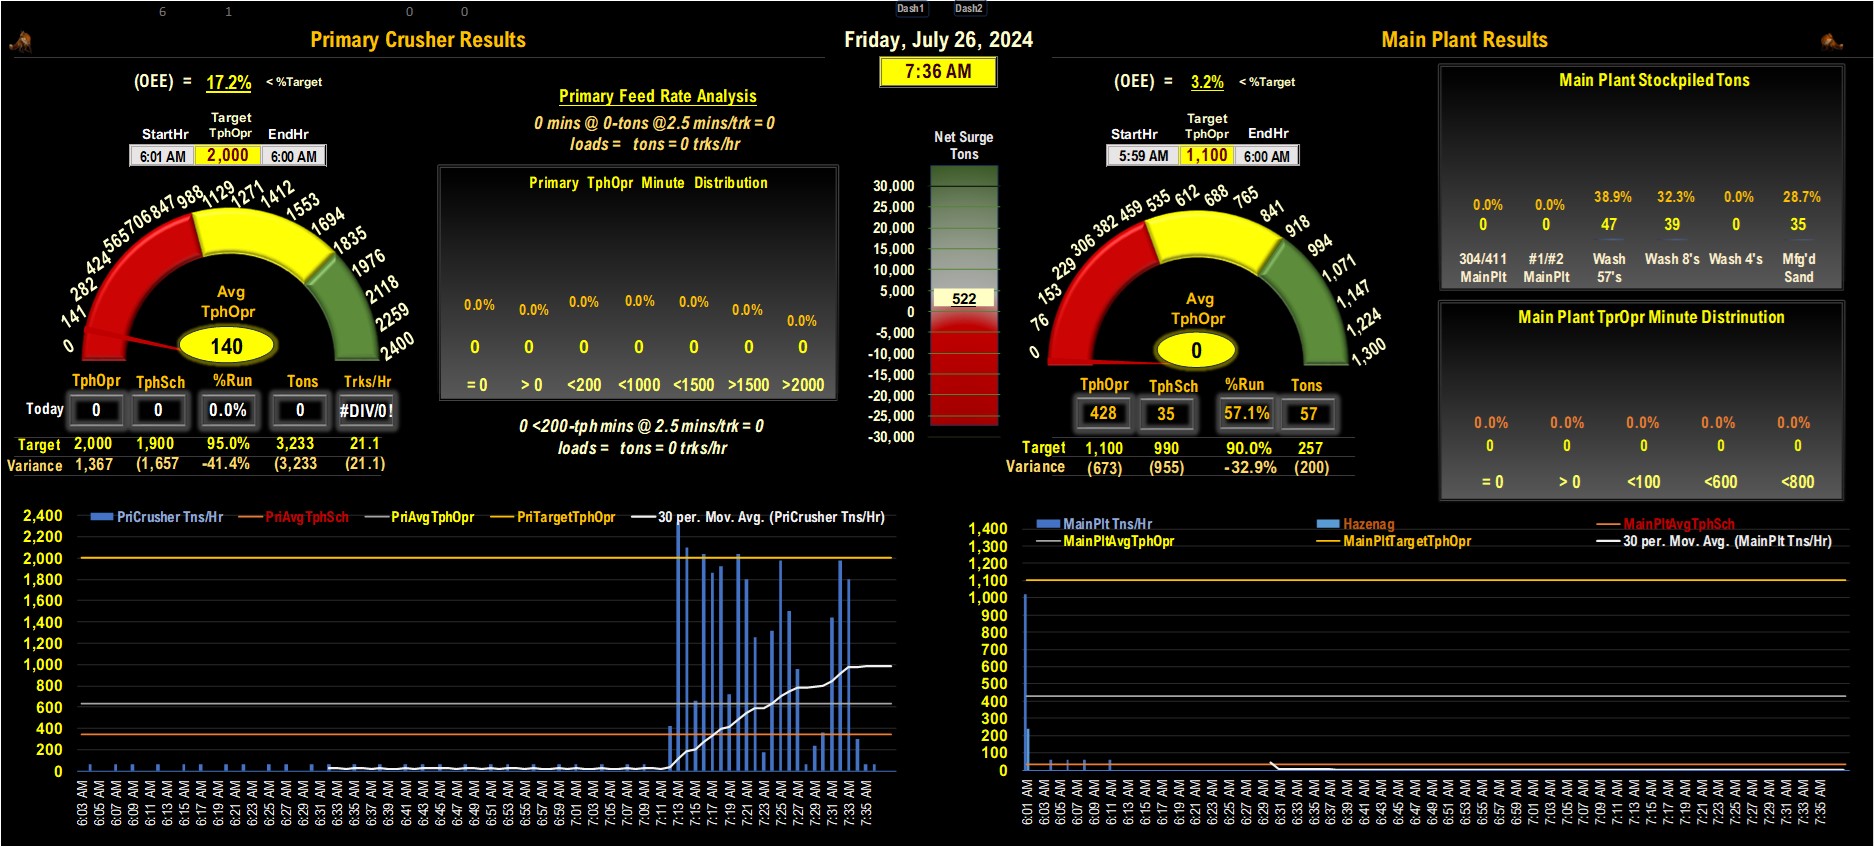 6 1 0 0 Dash1 Dash2
Primary Crusher Results
Friday, July 26, 2024
Main Plant Results
7:36 AM
(OEE) = 17.2% < %Target
Target
StartHr TphOpr EndHr
6:01 AM 2,000 6:00 AM
0 141 282 424 565 706 847 988 1129 1271 1412 1553 1694 1835 1976 2118 2259 2400
Avg
TphOpr
140
TphOpr TphSch %Run Tons Trks/Hr
Today 0 0 0.0% 0 #DIV/0!
Target 2,000 1,900 95.0% 3,233 21.1
Variance 1,367 (1,657 -41.4% (3,233 (21.1)
Primary Feed Rate Analysis
0 mins @ 0-tons @2.5 mins/trk = 0
loads = tons = 0 trks/hr
Primary TphOpr Minute Distribution
0.0% 0.0% 0.0% 0.0% 0.0% 0.0% 0.0%
0 0 0 0 0 0 0
= 0 > 0 <200 <1000 <1500 >1500 >2000
0 <200-tph mins @ 2.5 mins/trk = 0
loads = tons = 0 trks/hr
Net Surge
Tons
30,000
25,000
20,000
15,000
10,000
5,000
522
0
-5,000
-10,000
-15,000
-20,000
-25,000
-30,000
(OEE) = 3.2% < %Target
Target
StartHr TphOpr EndHr
5:59 AM 1,100 6:00 AM
0 76 153 229 306 382 459 535 612 688 765 841 918 994 1,071 1,147 1,224 1,300
Avg
TphOpr
0
TphOpr TphSch %Run Tons
428 35 57.1% 57
Target 1,100 990 90.0% 257
Variance (673) (955) -32.9% (200)
Main Plant Stockpiled Tons
0.0% 0.0% 38.9% 32.3% 0.0% 28.7%
0 0 47 39 0 35
304/411 #1/#2 Wash Wash 8's Wash 4's Mfg'd
MainPlt MainPlt 57's Sand
Main Plant TprOpr Minute Distrinution
0.0% 0.0% 0.0% 0.0% 0.0%
0 0 0 0 0
= 0 > 0 <100 <600 <800
PriCrusher Tns/Hr PriAvgTphSch PriAvgTphOpr PriTargetTphOpr 30 per. Mov. Avg. (PriCrusher Tns/Hr)
2,400
2,200
2,000
1,800
1,600
1,400
1,200
1,000
800
600
400
200
0
6:03 AM 6:05 AM 6:07 AM 6:09 AM 6:11 AM 6:13 AM 6:15 AM 6:17 AM 6:19 AM 6:21 AM 6:23 AM 6:25 AM 6:27 AM 6:29 AM 6:31 AM 6:33 AM 6:35 AM 6:37 AM 6:39 AM 6:41 AM 6:43 AM 6:45 AM 6:47 AM 6:49 AM 6:51 AM 6:53 AM 6:55 AM 6:57 AM 6:59 AM 7:01 AM 7:03 AM 7:05 AM 7:07 AM 7:09 AM 7:11 AM 7:13 AM 7:15 AM 7:17 AM 7:19 AM 7:21 AM 7:23 AM 7:25 AM 7:27 AM 7:29 AM 7:31 AM 7:33 AM 7:35 AM
MainPlt Tns/Hr Hazenag MainPltAvgTphSch
MainPltAvgTphOpr MainPltTargetTphOpr 30 per. Mov. Avg. (MainPlt Tns/Hr)
1,400
1,300
1,200
1,100
1,000
900
800
700
600
500
400
300
200
100
0
6:01 AM 6:03 AM 6:05 AM 6:07 AM 6:09 AM 6:11 AM 6:13 AM 6:15 AM 6:17 AM 6:19 AM 6:21 AM 6:23 AM 6:25 AM 6:27 AM 6:29 AM 6:31 AM 6:33 AM 6:35 AM 6:37 AM 6:39 AM 6:41 AM 6:43 AM 6:45 AM 6:47 AM 6:49 AM 6:51 AM 6:53 AM 6:55 AM 6:57 AM 6:59 AM 7:01 AM 7:03 AM 7:05 AM 7:07 AM 7:09 AM 7:11 AM 7:13 AM 7:15 AM 7:17 AM 7:19 AM 7:21 AM 7:23 AM 7:25 AM 7:27 AM 7:29 AM 7:31 AM 7:33 AM 7:35 AM